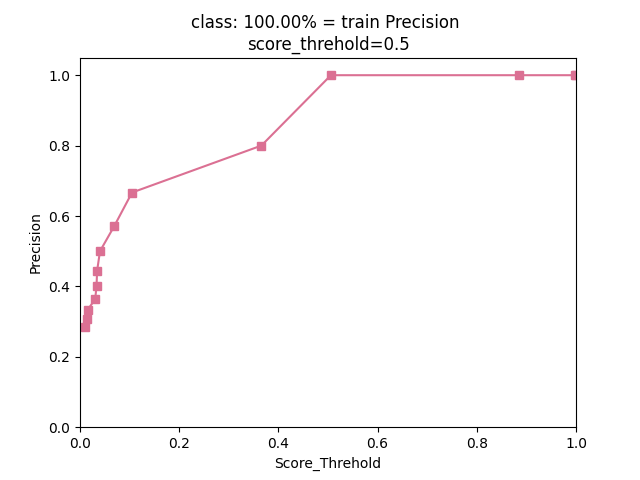 class: 100.00% = train Precision
score_threhold=0.5
1.0
0.8
0.6
0.4
0.2
0.0
Precision
0.0 0.2 0.4 0.6 0.8 1.0
Score_Threhold